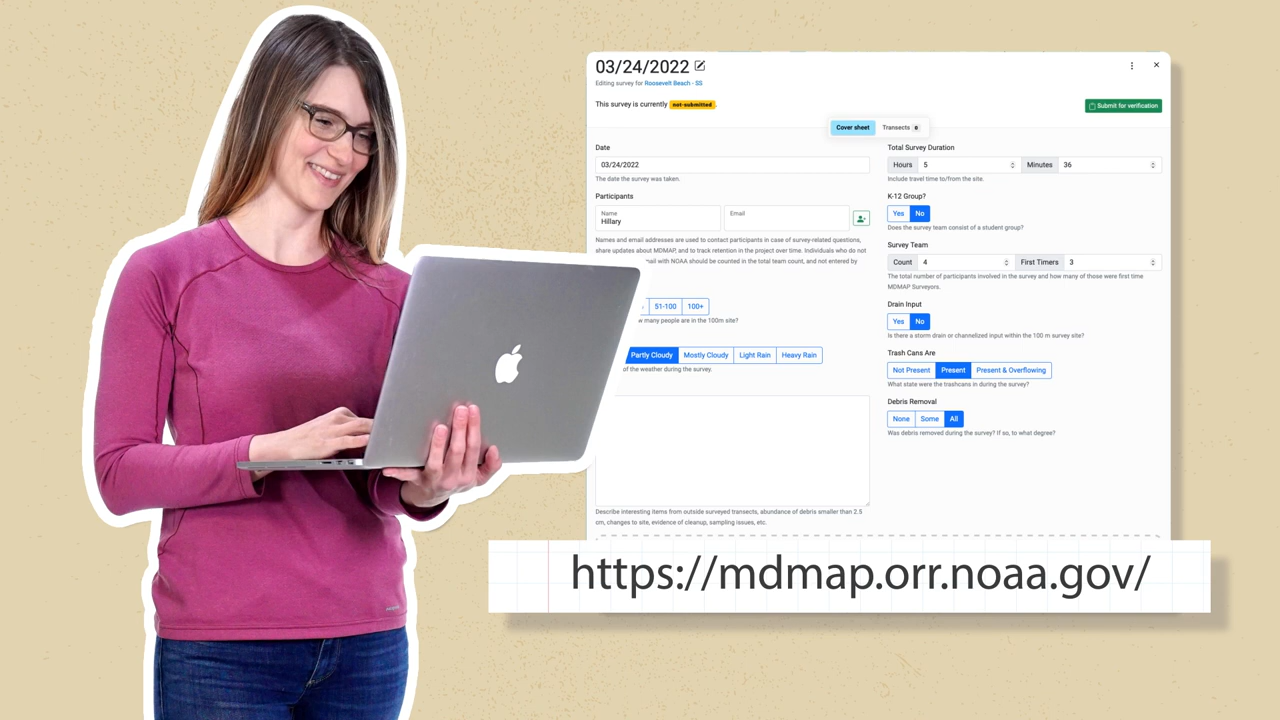 03/24/2022
Editing survey for Roosevelt Beach - SS
This survey is currently not-submitted.
Submit for verification
Cover sheet Transects 0
Date
03/24/2022
The date the survey was taken.
Participants
Name
Hillary
Email
Names and email addresses are used to contact participants in case of survey-related questions,
share updates about MDMAP, and to track retention in the project over time. Individuals who do not
mail with NOAA should be counted in the total team count, and not entered by
51-100 100+
many people are in the 100m site?
Partly Cloudy Mostly Cloudy Light Rain Heavy Rain
of the weather during the survey.
Describe interesting items from outside surveyed transects, abundance of debris smaller than 2.5
cm, changes to site, evidence of cleanup, sampling issues, etc.
Total Survey Duration
Hours 5 Minutes 36
Include travel time to/from the site.
K-12 Group?
Yes No
Does the survey team consist of a student group?
Survey Team
Count 4 First Timers 3
The total number of participants involved in the survey and how many of those were first time
MDMAP Surveyors.
Drain Input
Yes No
Is there a storm drain or channelized input within the 100 m survey site?
Trash Cans Are
Not Present Present Present & Overflowing
What state were the trashcans in during the survey?
Debris Removal
None Some All
Was debris removed during the survey? If so, to what degree?
https://mdmap.orr.noaa.gov/